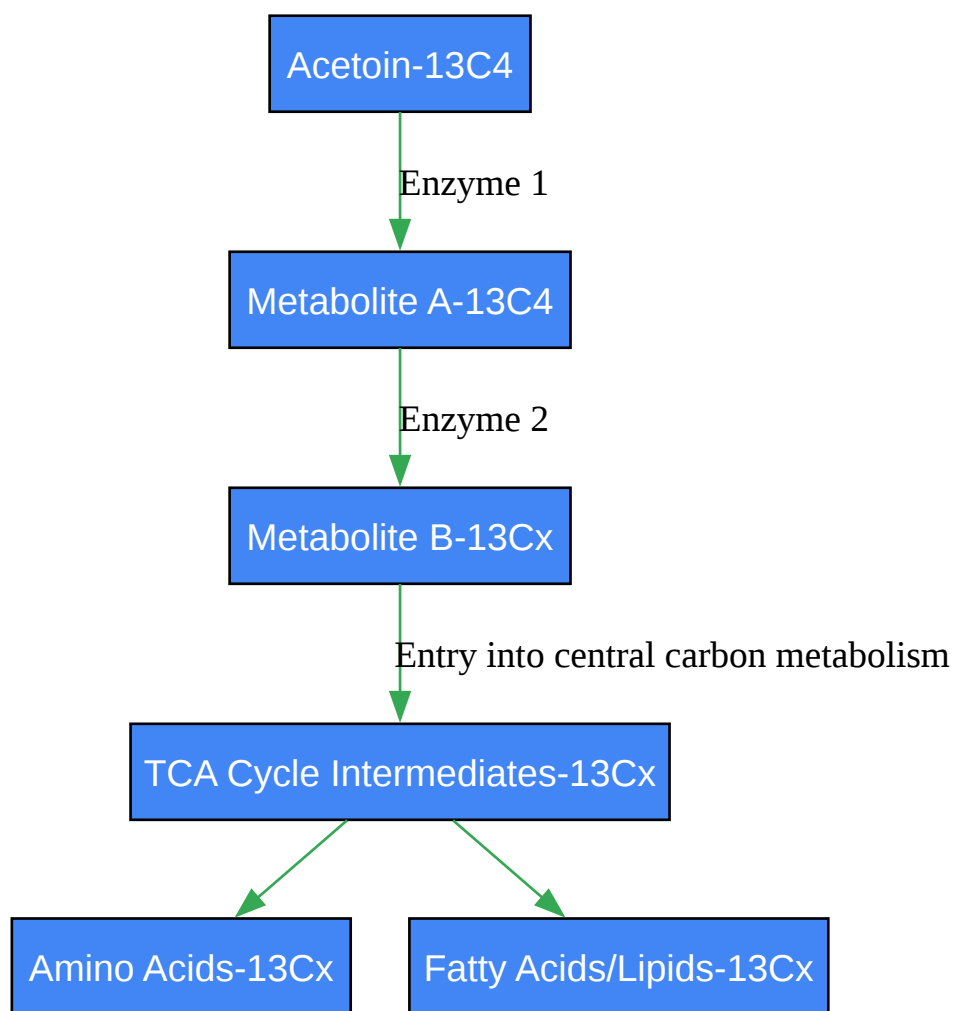 Acetoin-13C4
Enzyme 1
Metabolite A-13C4
Enzyme 2
Metabolite B-13Cx
Entry into central carbon metabolism
TCA Cycle Intermediates-13Cx
Amino Acids-13Cx
Fatty Acids/Lipids-13Cx